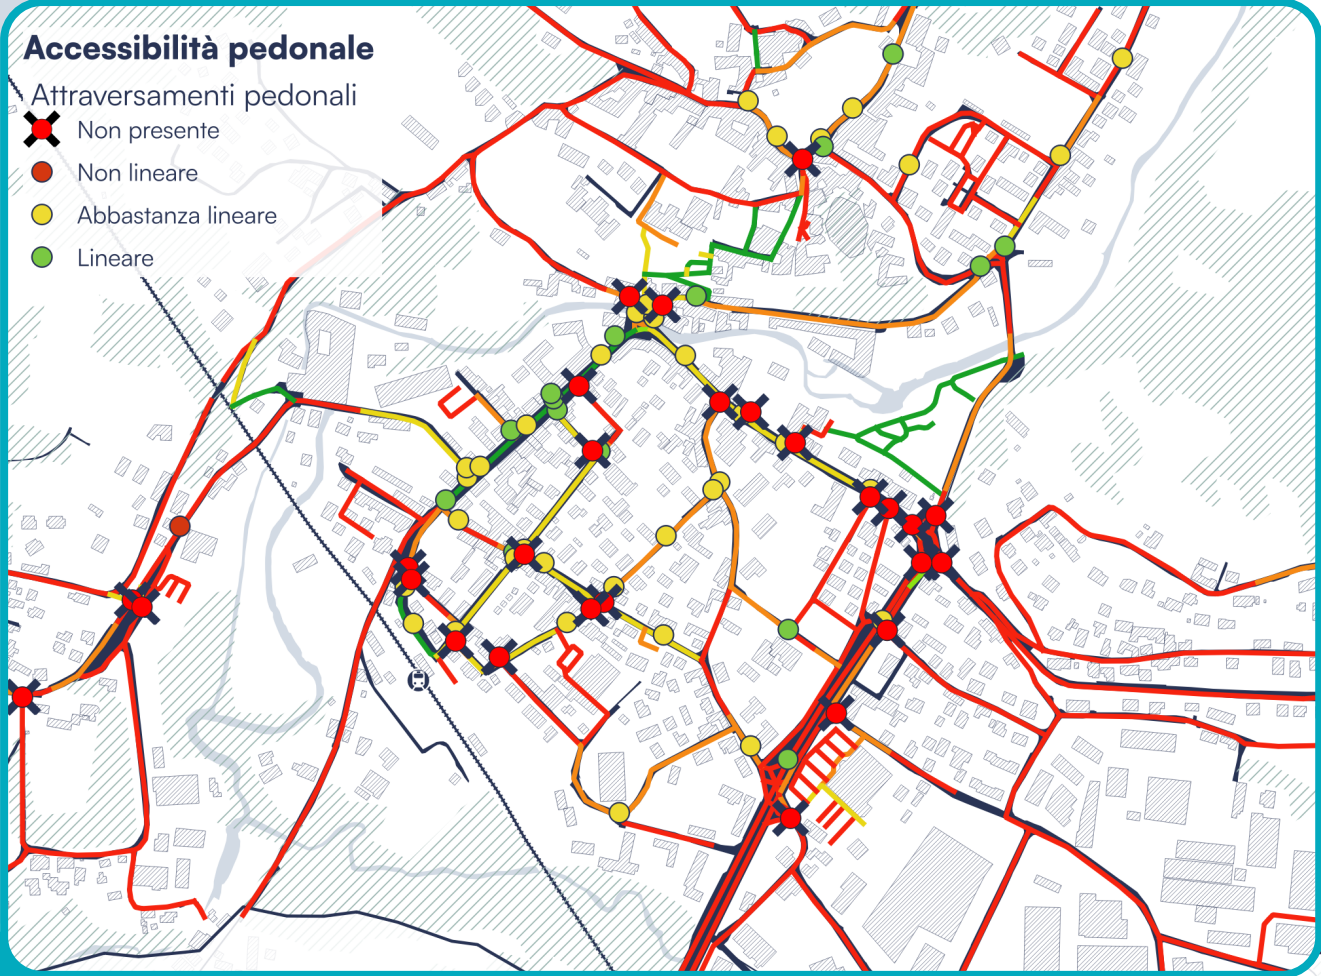 Accessibilità pedonale
Attraversamenti pedonali
Non presente
Non lineare
Abbastanza lineare
Lineare